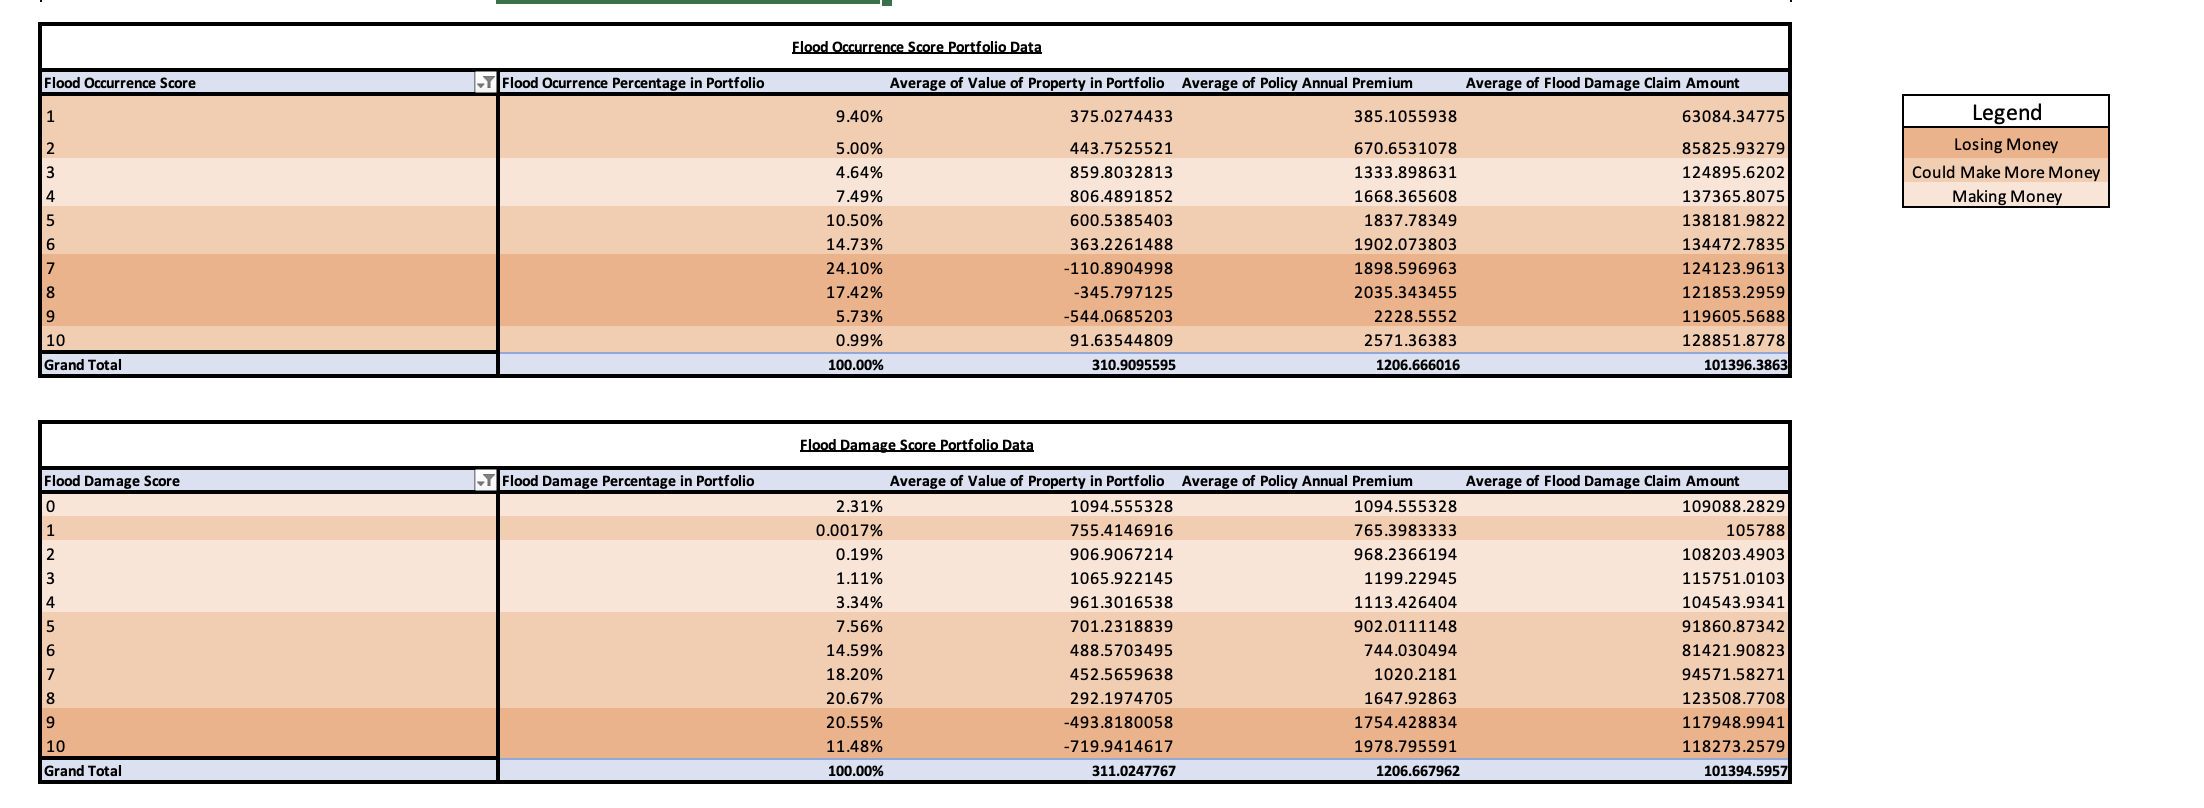 Flood Occurrence Score Portfolio Data
Flood Occurrence Score Flood Ocurrence Percentage in Portfolio Average of Value of Property in Portfolio Average of Policy Annual Premium Average of Flood Damage Claim Amount
1 9.40% 375.0274433 385.1055938 63084.34775
2 5.00% 443.7525521 670.6531078 85825.93279
3 4.64% 859.8032813 1333.898631 124895.6202
4 7.49% 806.4891852 1668.365608 137365.8075
5 10.50% 600.5385403 1837.78349 138181.9822
6 14.73% 363.2261488 1902.073803 134472.7835
7 24.10% -110.8904998 1898.596963 124123.9613
8 17.42% -345.797125 2035.343455 121853.2959
9 5.73% -544.0685203 2228.5552 119605.5688
10 0.99% 91.63544809 2571.36383 128851.8778
Grand Total 100.00% 310.9095595 1206.666016 101396.3863
Legend
Losing Money
Could Make More Money
Making Money
Flood Damage Score Portfolio Data
Flood Damage Score Flood Damage Percentage in Portfolio Average of Value of Property in Portfolio Average of Policy Annual Premium Average of Flood Damage Claim Amount
0 2.31% 1094.555328 1094.555328 109088.2829
1 0.0017% 755.4146916 765.3983333 105788
2 0.19% 906.9067214 968.2366194 108203.4903
3 1.11% 1065.922145 1199.22945 115751.0103
4 3.34% 961.3016538 1113.426404 104543.9341
5 7.56% 701.2318839 902.0111148 91860.87342
6 14.59% 488.5703495 744.030494 81421.90823
7 18.20% 452.5659638 1020.2181 94571.58271
8 20.67% 292.1974705 1647.92863 123508.7708
9 20.55% -493.8180058 1754.428834 117948.9941
10 11.48% -719.9414617 1978.795591 118273.2579
Grand Total 100.00% 311.0247767 1206.667962 101394.5957